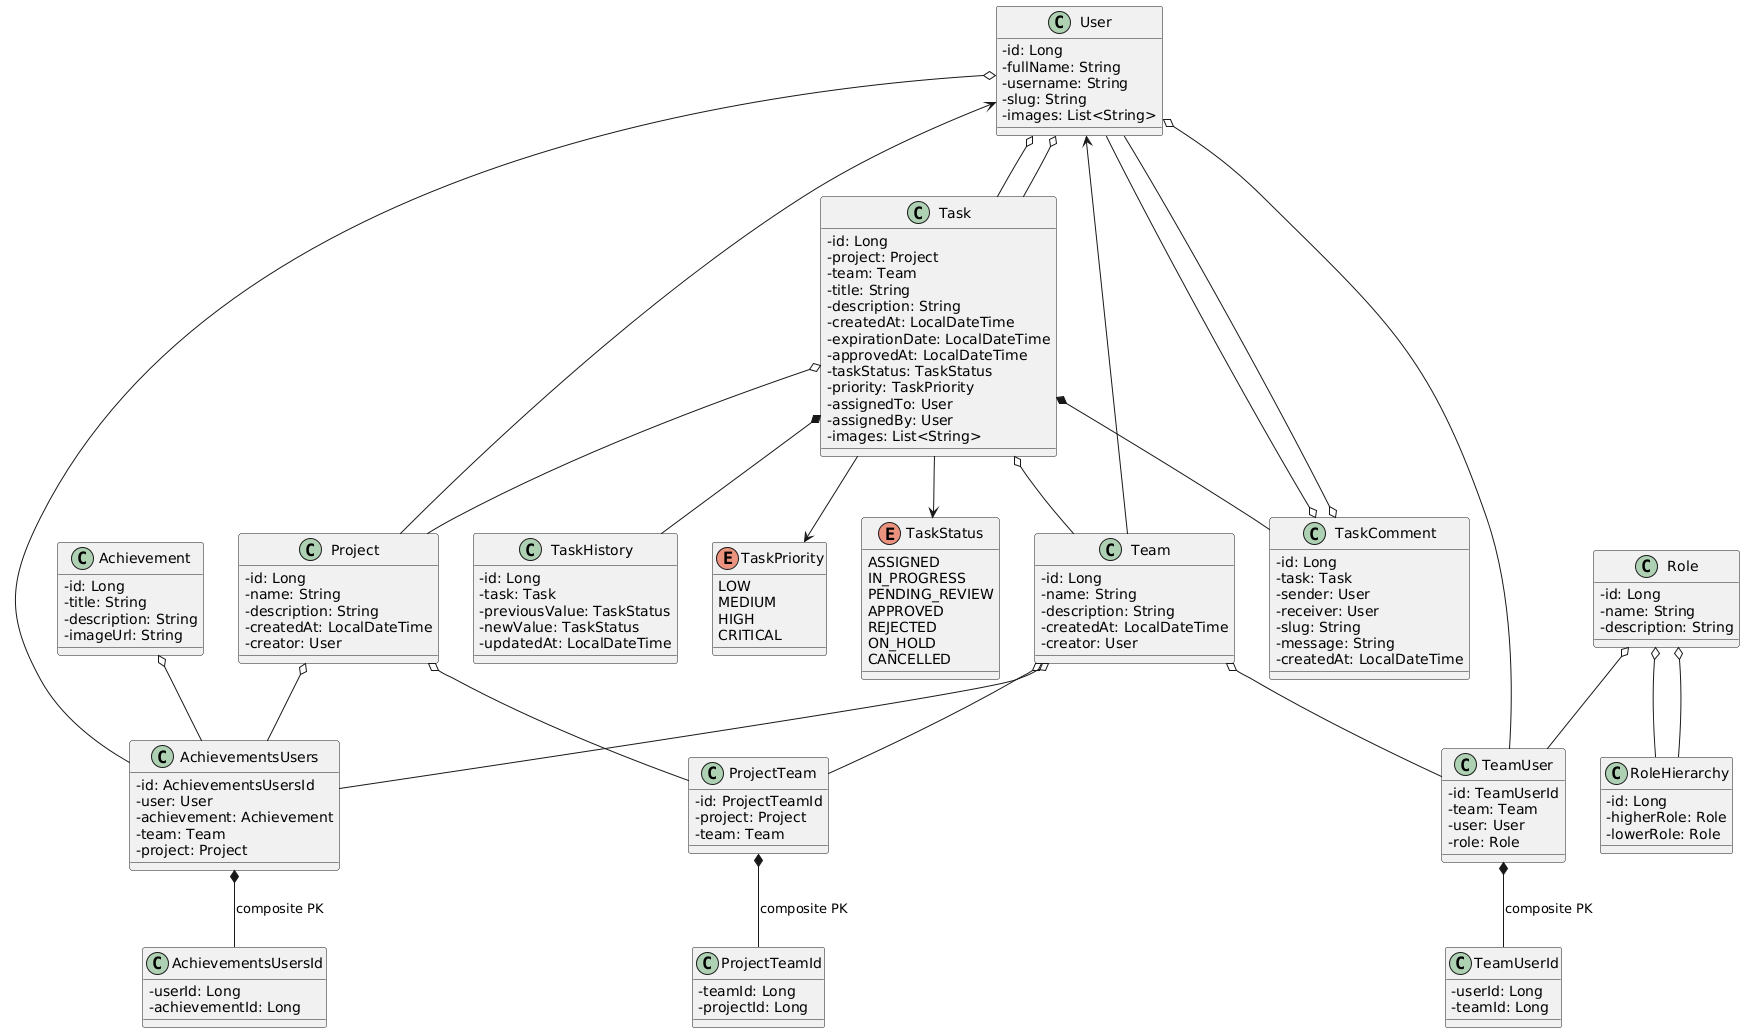 C User
-id: Long
-fullName: String
-username: String
-slug: String
-images: List<String>
C Task
-id: Long
-project: Project
-team: Team
-title: String
-description: String
-createdAt: LocalDateTime
-expirationDate: LocalDateTime
-approvedAt: LocalDateTime
-taskStatus: TaskStatus
-priority: TaskPriority
-assignedTo: User
-assignedBy: User
-images: List<String>
C Achievement
-id: Long
-title: String
-description: String
-imageUrl: String
C Project
-id: Long
-name: String
-description: String
-createdAt: LocalDateTime
-creator: User
C TaskHistory
-id: Long
-task: Task
-previousValue: TaskStatus
-newValue: TaskStatus
-updatedAt: LocalDateTime
E TaskPriority
LOW
MEDIUM
HIGH
CRITICAL
E TaskStatus
ASSIGNED
IN_PROGRESS
PENDING_REVIEW
APPROVED
REJECTED
ON_HOLD
CANCELLED
C Team
-id: Long
-name: String
-description: String
-createdAt: LocalDateTime
-creator: User
C TaskComment
-id: Long
-task: Task
-sender: User
-receiver: User
-slug: String
-message: String
-createdAt: LocalDateTime
C Role
-id: Long
-name: String
-description: String
C AchievementsUsers
-id: AchievementsUsersId
-user: User
-achievement: Achievement
-team: Team
-project: Project
C ProjectTeam
-id: ProjectTeamId
-project: Project
-team: Team
C TeamUser
-id: TeamUserId
-team: Team
-user: User
-role: Role
C RoleHierarchy
-id: Long
-higherRole: Role
-lowerRole: Role
composite PK
composite PK
composite PK
C AchievementsUsersId
-userId: Long
-achievementId: Long
C ProjectTeamId
-teamId: Long
-projectId: Long
C TeamUserId
-userId: Long
-teamId: Long